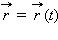 r⃗ = r⃗ (t)